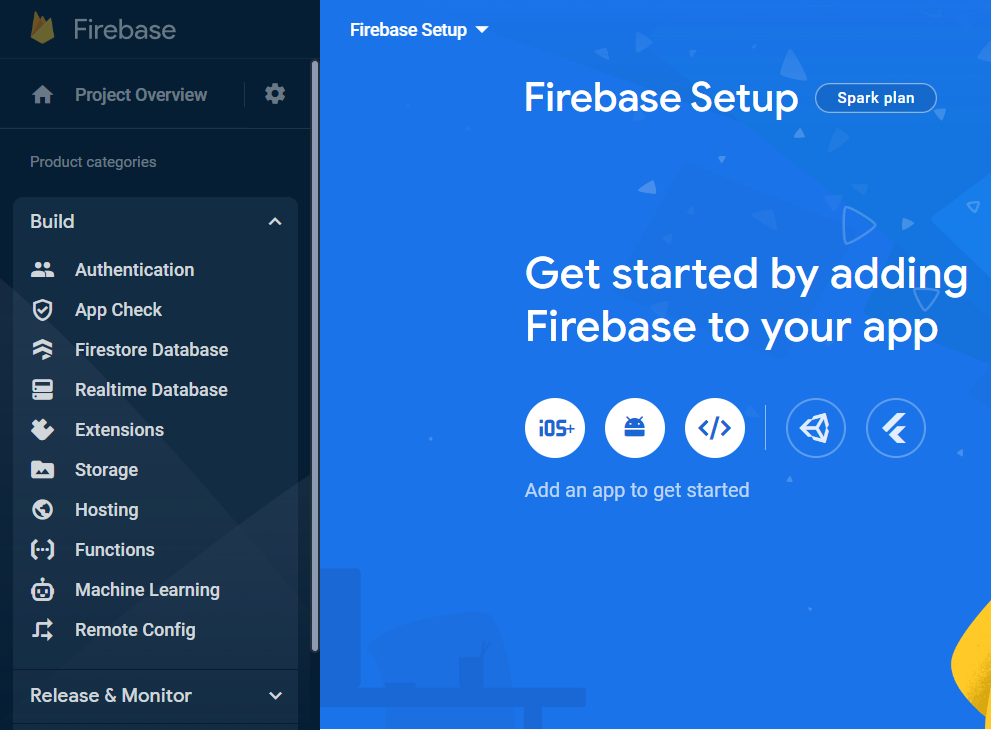 Firebase
Project Overview
Product categories
Build
Authentication
App Check
Firestore Database
Realtime Database
Extensions
Storage
Hosting
Functions
Machine Learning
Remote Config
Release & Monitor
Firebase Setup
Firebase Setup
Spark plan
Get started by adding
Firebase to your app
iOS+
</>
Add an app to get started